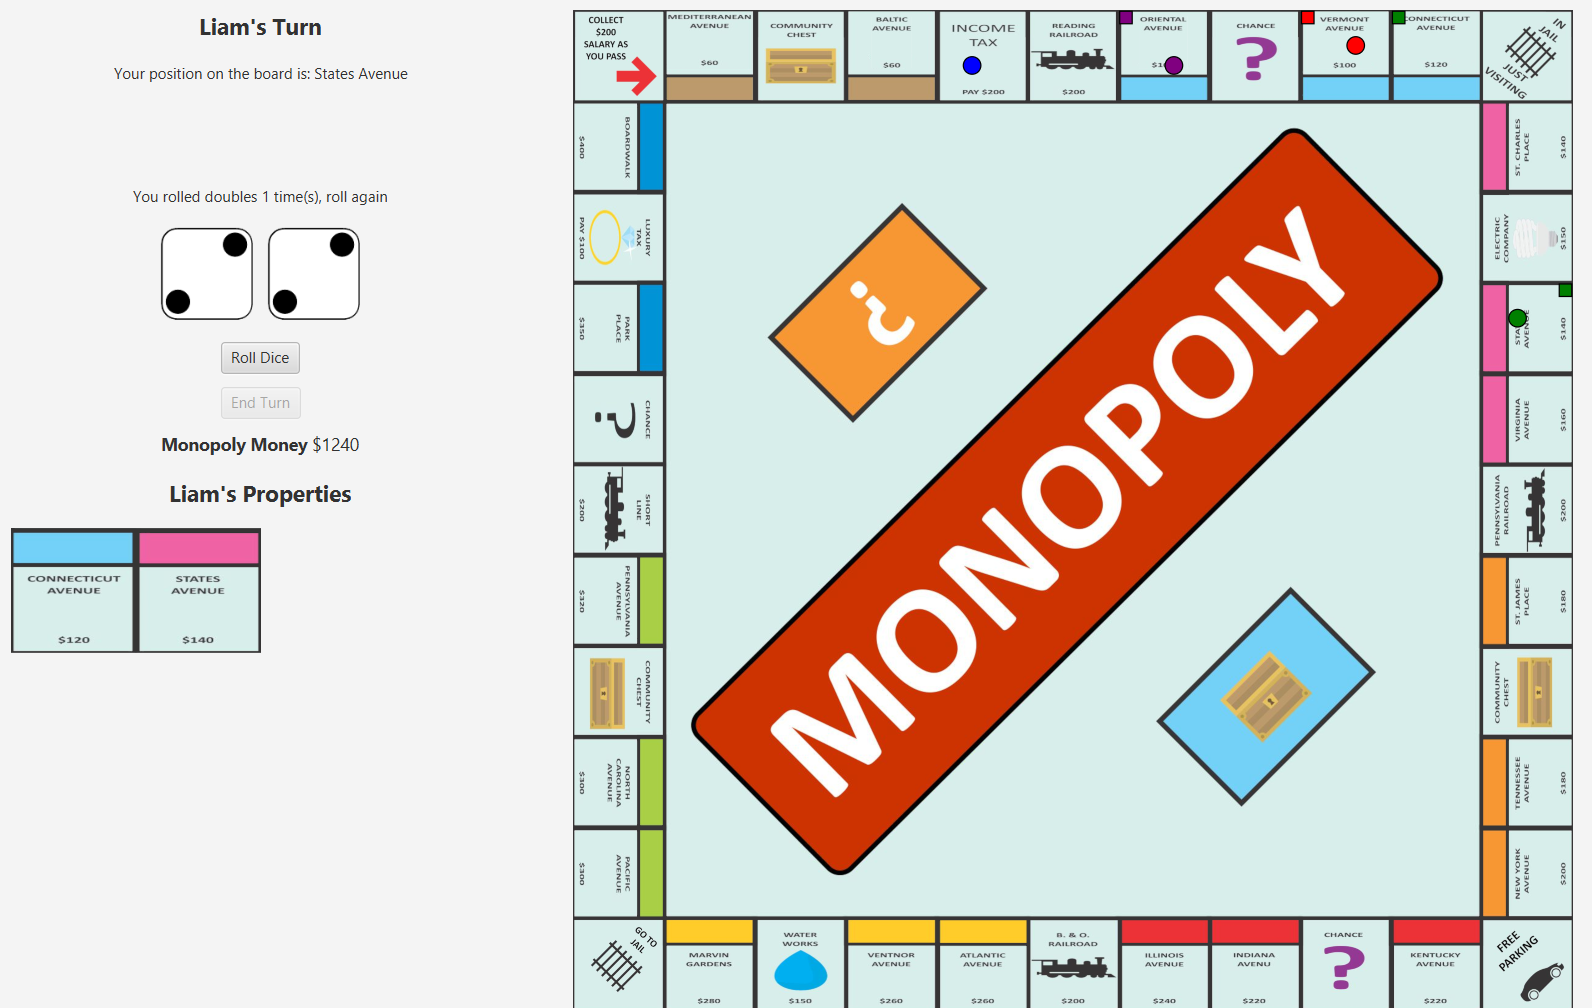 Liam's Turn
Your position on the board is: States Avenue
You rolled doubles 1 time(s), roll again
Roll Dice
End Turn
Monopoly Money $1240
Liam's Properties
CONNECTICUT
AVENUE
$120
STATES
AVENUE
$140
COLLECT
$200
SALARY AS
YOU PASS
MEDITERRANEAN
AVENUE
$60
COMMUNITY
CHEST
BALTIC
AVENUE
$60
INCOME
TAX
PAY $200
READING
RAILROAD
$200
ORIENTAL
AVENUE
CHANCE
?
VERMONT
AVENUE
$100
CONNECTICUT
AVENUE
$120
IN
JAIL
JUST
VISITING
ST. CHARLES
PLACE
$140
ELECTRIC
COMPANY
$150
AVENUE
$140
VIRGINIA
AVENUE
$160
PENNSYLVANIA
RAILROAD
$200
ST. JAMES
PLACE
$180
COMMUNITY
CHEST
TENNESSEE
AVENUE
$180
NEW YORK
AVENUE
$200
FREE
PARKING
KENTUCKY
AVENUE
$220
CHANCE
?
INDIANA
AVENU
$220
ILLINOIS
AVENUE
$240
B. & O.
RAILROAD
$200
ATLANTIC
AVENUE
$260
VENTNOR
AVENUE
$260
WATER
WORKS
$150
MARVIN
GARDENS
$280
GO TO
JAIL
PACIFIC
AVENUE
$300
NORTH
CAROLINA
AVENUE
$300
COMMUNITY
CHEST
PENNSYLVANIA
AVENUE
$320
SHORT
LINE
$200
CHANCE
?
PARK
PLACE
$350
LUXURY
TAX
PAY $100
BOARDWALK
$400
?
MONOPOLY